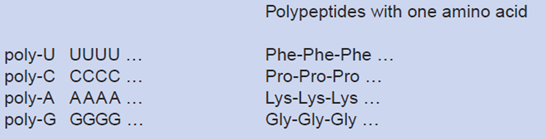 Polypeptides with one amino acid
poly-U UUUU ... Phe-Phe-Phe ...
poly-C CCCC ... Pro-Pro-Pro ...
poly-A AAAA ... Lys-Lys-Lys ...
poly-G GGGG ... Gly-Gly-Gly ...